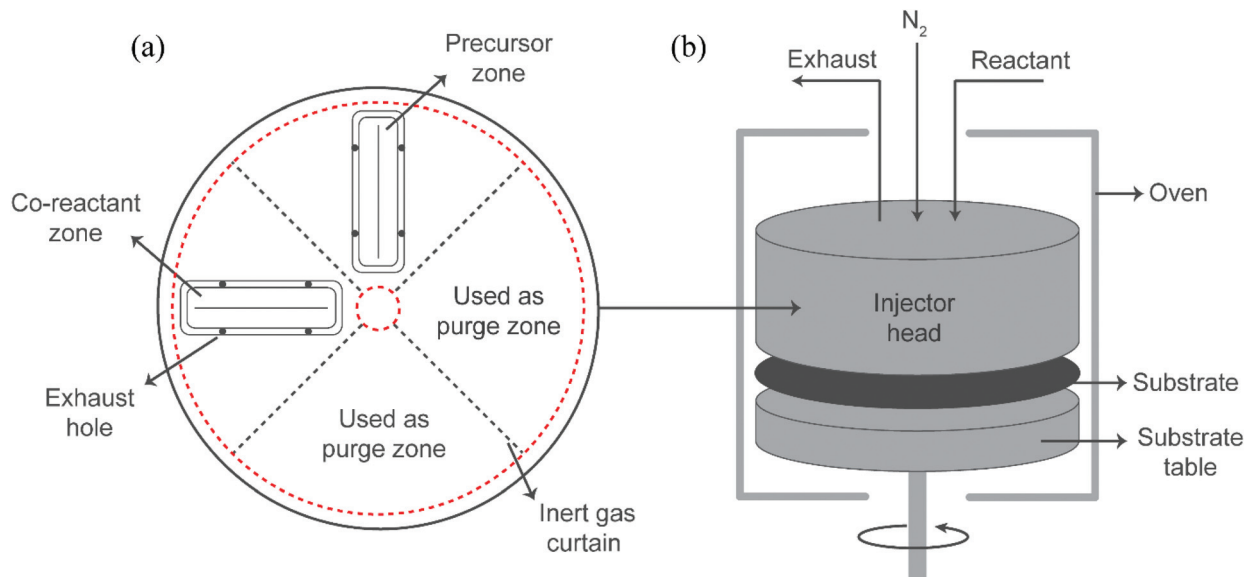 (a)
Precursor
zone
Co-reactant
zone
Used as
purge zone
Used as
purge zone
Exhaust
hole
Inert gas
curtain
(b)
N₂
Exhaust
Reactant
Oven
Injector
head
Substrate
Substrate
table